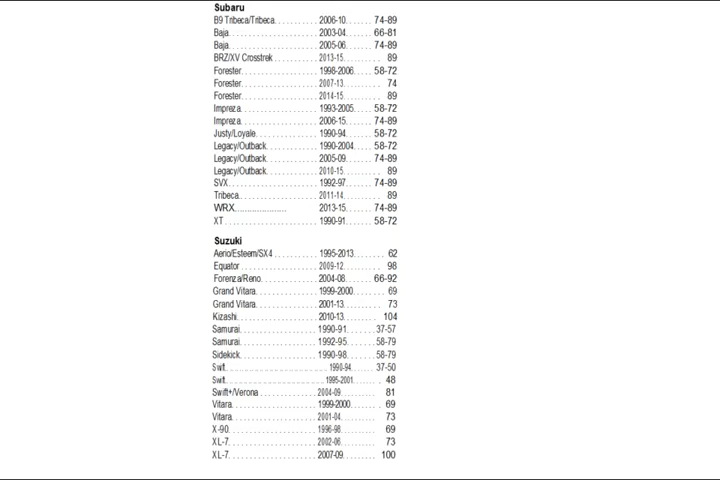 Subaru
B9 Tribeca/Tribeca............ 2006-10........ 74-89
Baja....................... 2003-04........ 66-81
Baja....................... 2005-06........ 74-89
BRZ/XV Crosstrek............ 2013-15........... 89
Forester.................... 1998-2006..... 58-72
Forester.................... 2007-13........... 74
Forester.................... 2014-15........... 89
Impreza.................... 1993-2005..... 58-72
Impreza.................... 2006-15........ 74-89
Justy/Loyale................ 1990-94........ 58-72
Legacy/Outback............. 1990-2004..... 58-72
Legacy/Outback............. 2005-09........ 74-89
Legacy/Outback............. 2010-15........... 89
SVX....................... 1992-97........ 74-89
Tribeca.................... 2011-14........... 89
WRX...................... 2013-15........ 74-89
XT........................ 1990-91........ 58-72
Suzuki
Aerio/Esteem/SX4........... 1995-2013........ 62
Equator.................... 2009-12........... 98
Forenza/Reno............... 2004-08........ 66-92
Grand Vitara................ 1999-2000........ 69
Grand Vitara................ 2001-13........... 73
Kizashi.................... 2010-13.......... 104
Samurai.................... 1990-91........ 37-57
Samurai.................... 1992-95........ 58-79
Sidekick................... 1990-98........ 58-79
Swift....................... 1990-94........ 37-50
Swift....................... 1995-2001........ 48
Swift+/Verona............... 2004-09........... 81
Vitara..................... 1999-2000........ 69
Vitara..................... 2001-04........... 73
X-90...................... 1996-98........... 69
XL-7...................... 2002-06........... 73
XL-7...................... 2007-09.......... 100